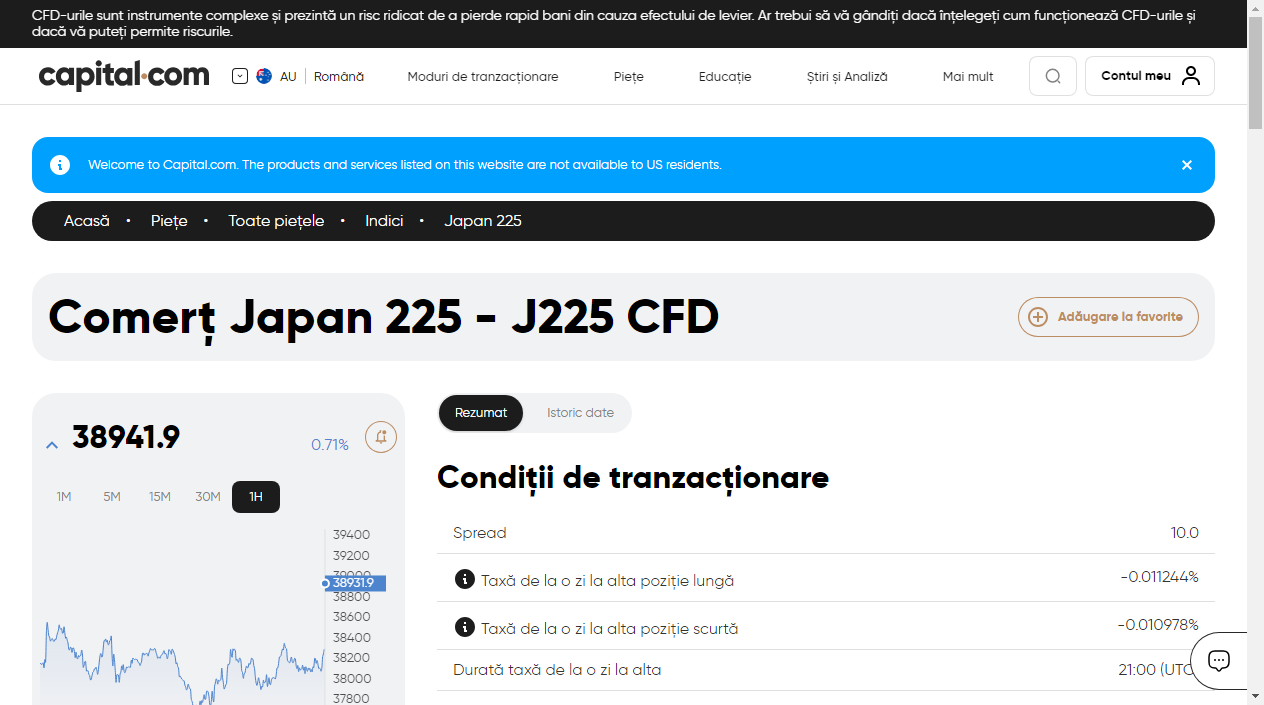 CFD-urile sunt instrumente complexe și prezintă un risc ridicat de a pierde rapid bani din cauza efectului de levier. Ar trebui să vă gândiți dacă înțelegeți cum funcționează CFD-urile și
dacă vă puteți permite riscurile.
capital.com
AU
Română
Moduri de tranzacționare
Piețe
Educație
Știri și Analiză
Mai mult
Contul meu
Welcome to Capital.com. The products and services listed on this website are not available to US residents.
Acasă • Piețe • Toate piețele • Indici • Japan 225
Comerț Japan 225 - J225 CFD
Adăugare la favorite
38941.9
0.71%
1M 5M 15M 30M 1H
39400
39200
39000
38931.9
38800
38600
38400
38200
38000
37800
Rezumat
Istoric date
Condiții de tranzacționare
Spread 10.0
Taxă de la o zi la alta poziție lungă -0.011244%
Taxă de la o zi la alta poziție scurtă -0.010978%
Durată taxă de la o zi la alta 21:00 (UTC